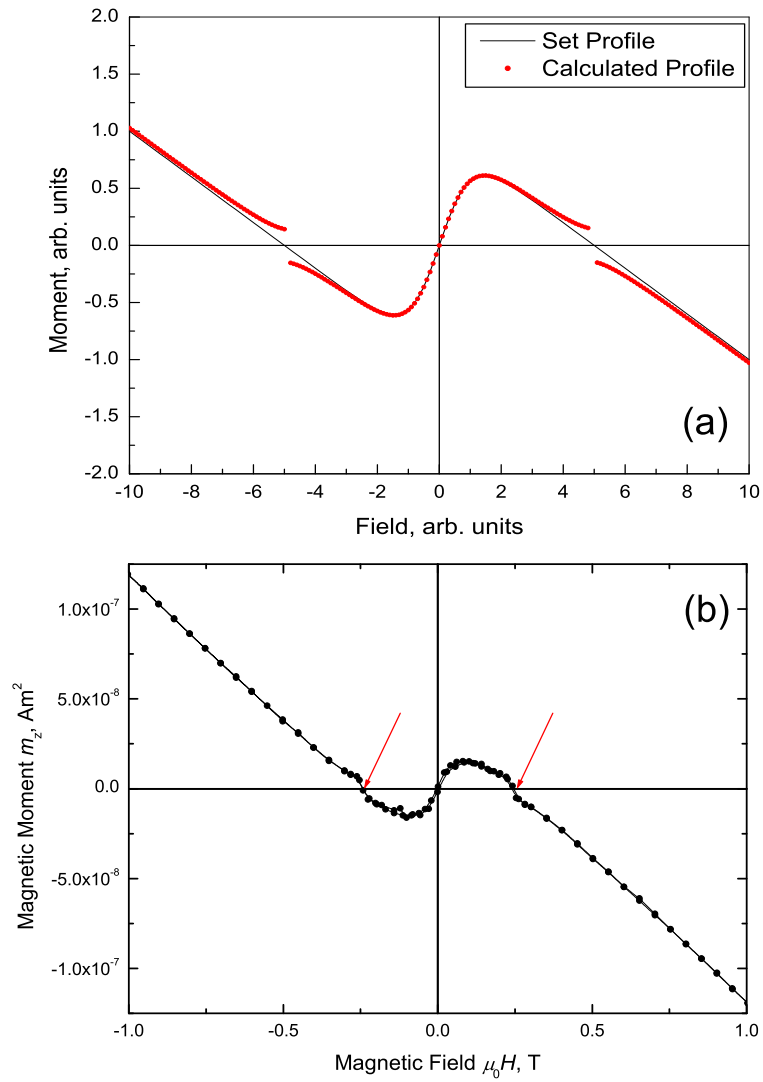 2.0
1.5
1.0
0.5
0.0
-0.5
-1.0
-1.5
-2.0
Moment, arb. units
Set Profile
Calculated Profile
(a)
-10 -8 -6 -4 -2 0 2 4 6 8 10
Field, arb. units
1.0x10⁻⁷
5.0x10⁻⁸
0.0
-5.0x10⁻⁸
-1.0x10⁻⁷
Magnetic Moment m_z, Am²
(b)
-1.0 -0.5 0.0 0.5 1.0
Magnetic Field μ₀H, T